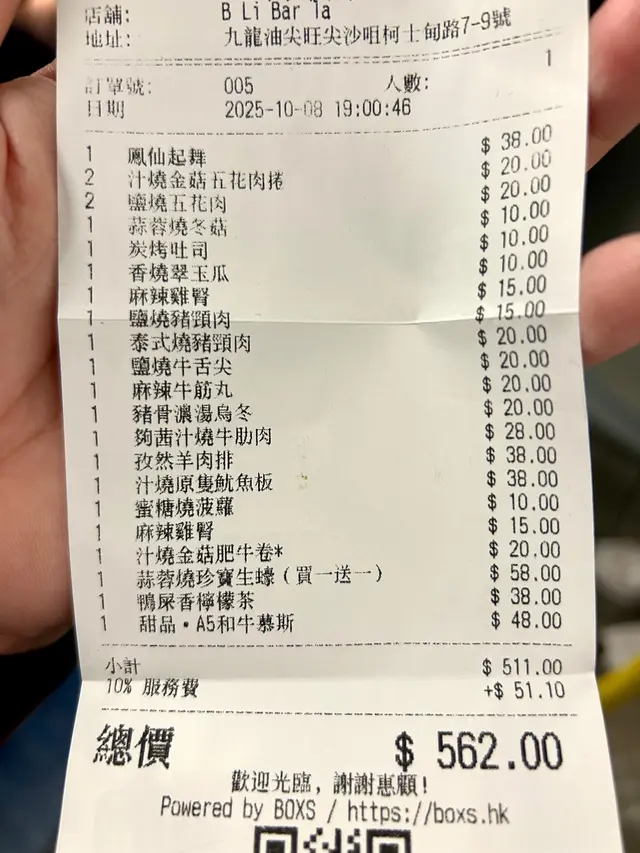 店舖: B Li Bar Ta
地址: 九龍油尖旺尖沙咀柯士甸路7-9號
訂單號: 005 人數: 1
日期 2025-10-08 19:00:46
1 鳳仙起舞 $ 38.00
2 汁燒金菇五花肉捲 $ 20.00
2 鹽燒五花肉 $ 20.00
1 蒜蓉燒冬菇 $ 10.00
1 炭烤吐司 $ 10.00
1 香燒翠玉瓜 $ 10.00
1 麻辣雞腎 $ 15.00
1 鹽燒豬頸肉 $ 15.00
1 泰式燒豬頸肉 $ 20.00
1 鹽燒牛舌尖 $ 20.00
1 麻辣牛筋丸 $ 20.00
1 豬骨濃湯烏冬 $ 20.00
1 夠茜汁燒牛肋肉 $ 28.00
1 孜然羊肉排 $ 38.00
1 汁燒原隻魷魚板 $ 38.00
1 蜜糖燒菠蘿 $ 10.00
1 麻辣雞腎 $ 15.00
1 汁燒金菇肥牛卷* $ 20.00
1 蒜蓉燒珍寶生蠔（買一送一） $ 58.00
1 鴨屎香檸檬茶 $ 38.00
1 甜品・A5和牛慕斯 $ 48.00
小計 $ 511.00
10% 服務費 +$ 51.10
總價 $ 562.00
歡迎光臨，謝謝惠顧!
Powered by BOXS / https://boxs.hk